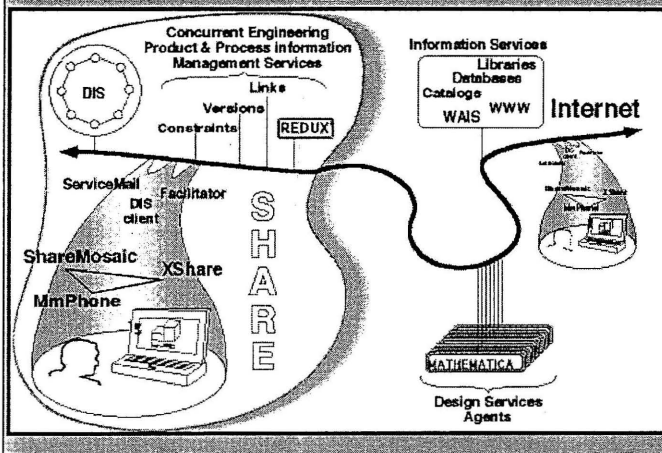 Concurrent Engineering
Product & Process Information
Management Services
DIS
Links
Versions
Constraints
REDUX
Information Services
Libraries
Databases
Cataloge
WAIS
WWW
Internet
ServiceMail
Facilitator
DIS
client
ShareMosaic
XShare
MmPhone
SHARE
ShareMosaic
XShare
MmPhone
MATHEMATICA
Design Services
Agents